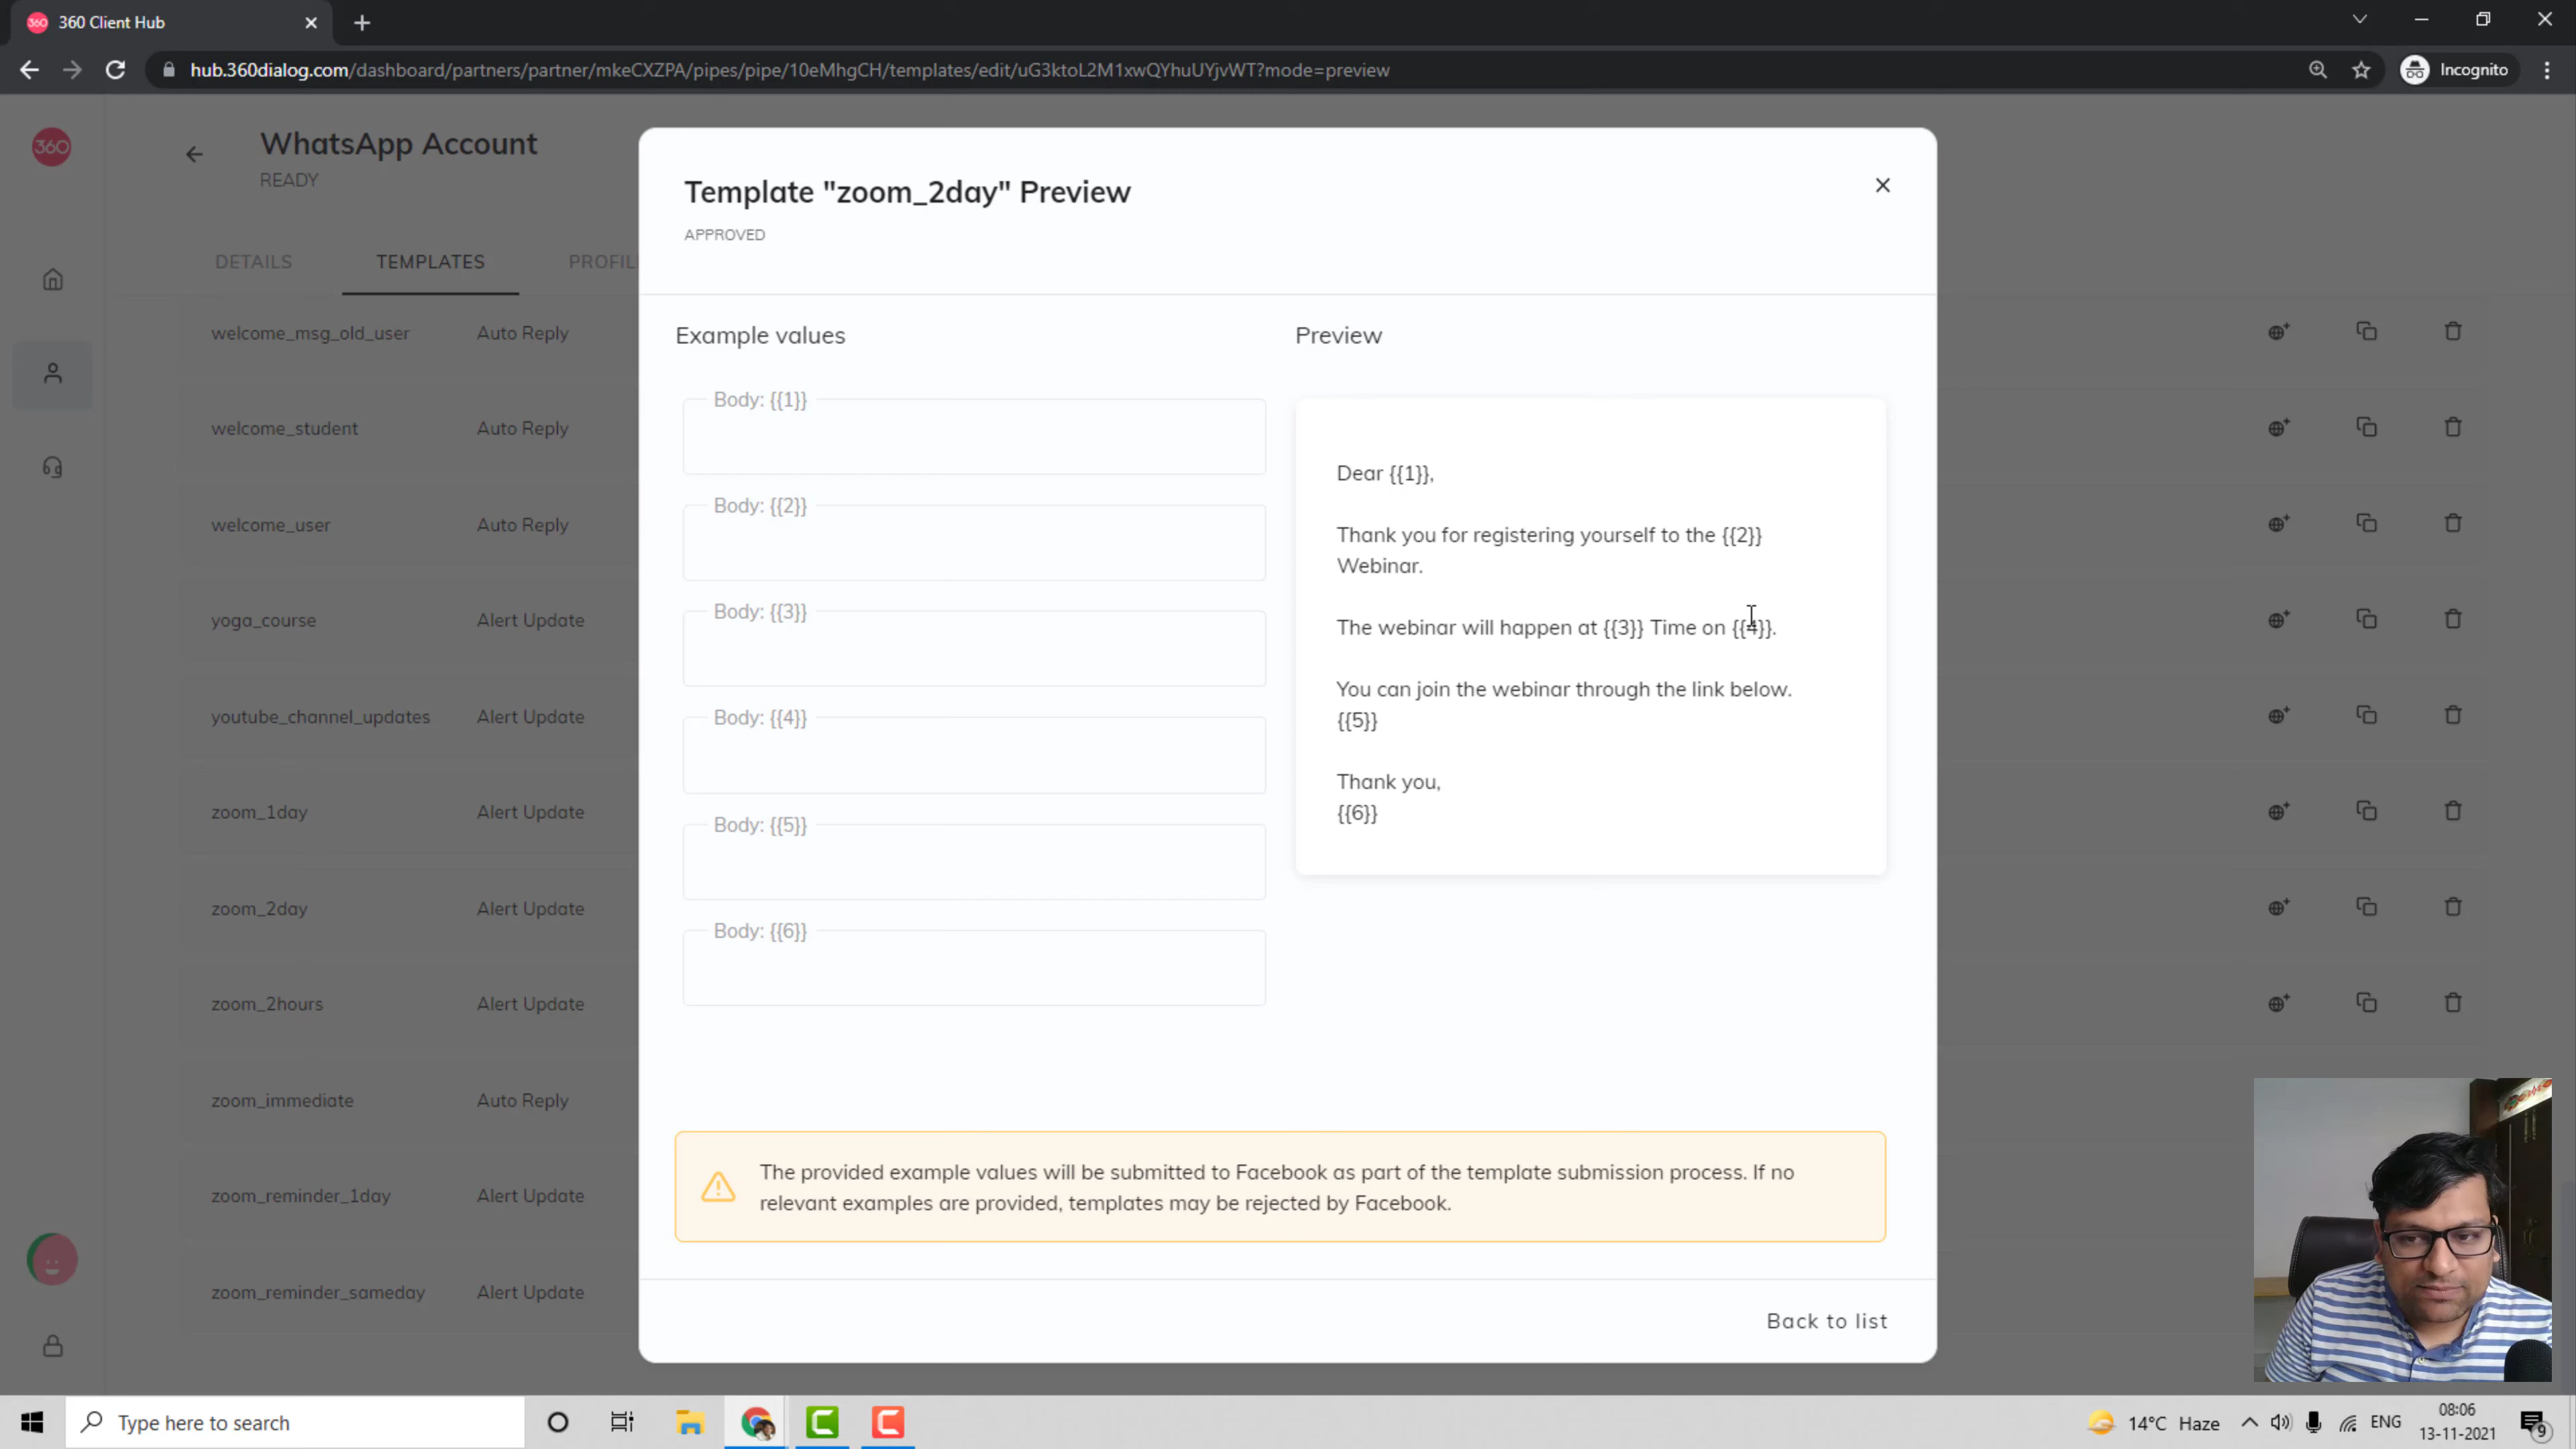 360 Client Hub
hub.360dialog.com/dashboard/partners/partner/mkeCXZPA/pipes/pipe/10eMhgCH/templates/edit/uG3ktoL2M1xwQYhuUYjvWT?mode=preview
Incognito
360
WhatsApp Account
READY
DETAILS
TEMPLATES
PROFIL
welcome_msg_old_user Auto Reply
welcome_student Auto Reply
welcome_user Auto Reply
yoga_course Alert Update
youtube_channel_updates Alert Update
zoom_1day Alert Update
zoom_2day Alert Update
zoom_2hours Alert Update
zoom_immediate Auto Reply
zoom_reminder_1day Alert Update
zoom_reminder_sameday Alert Update
Template "zoom_2day" Preview
APPROVED
Example values
Body: {{1}}
Body: {{2}}
Body: {{3}}
Body: {{4}}
Body: {{5}}
Body: {{6}}
Preview
Dear {{1}},
Thank you for registering yourself to the {{2}}
Webinar.
The webinar will happen at {{3}} Time on {{4}}.
You can join the webinar through the link below.
{{5}}
Thank you,
{{6}}
The provided example values will be submitted to Facebook as part of the template submission process. If no
relevant examples are provided, templates may be rejected by Facebook.
Back to list
Type here to search
14°C Haze
ENG
08:06
13-11-2021
9